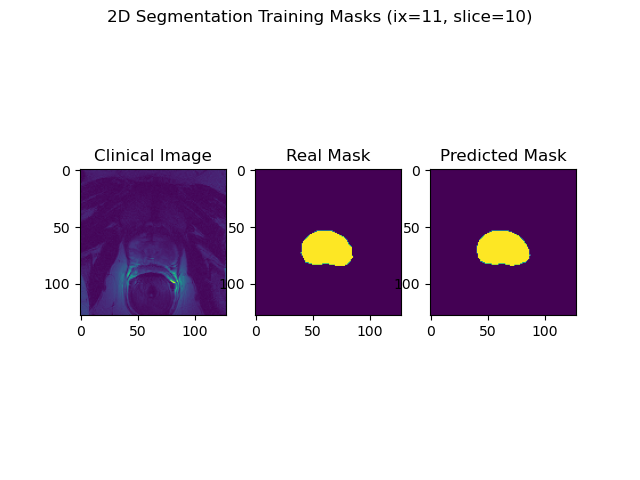 2D Segmentation Training Masks (ix=11, slice=10)
Clinical Image Real Mask Predicted Mask
0 0 0
50 50 50
100 100 100
0 50 100 0 50 100 0 50 100